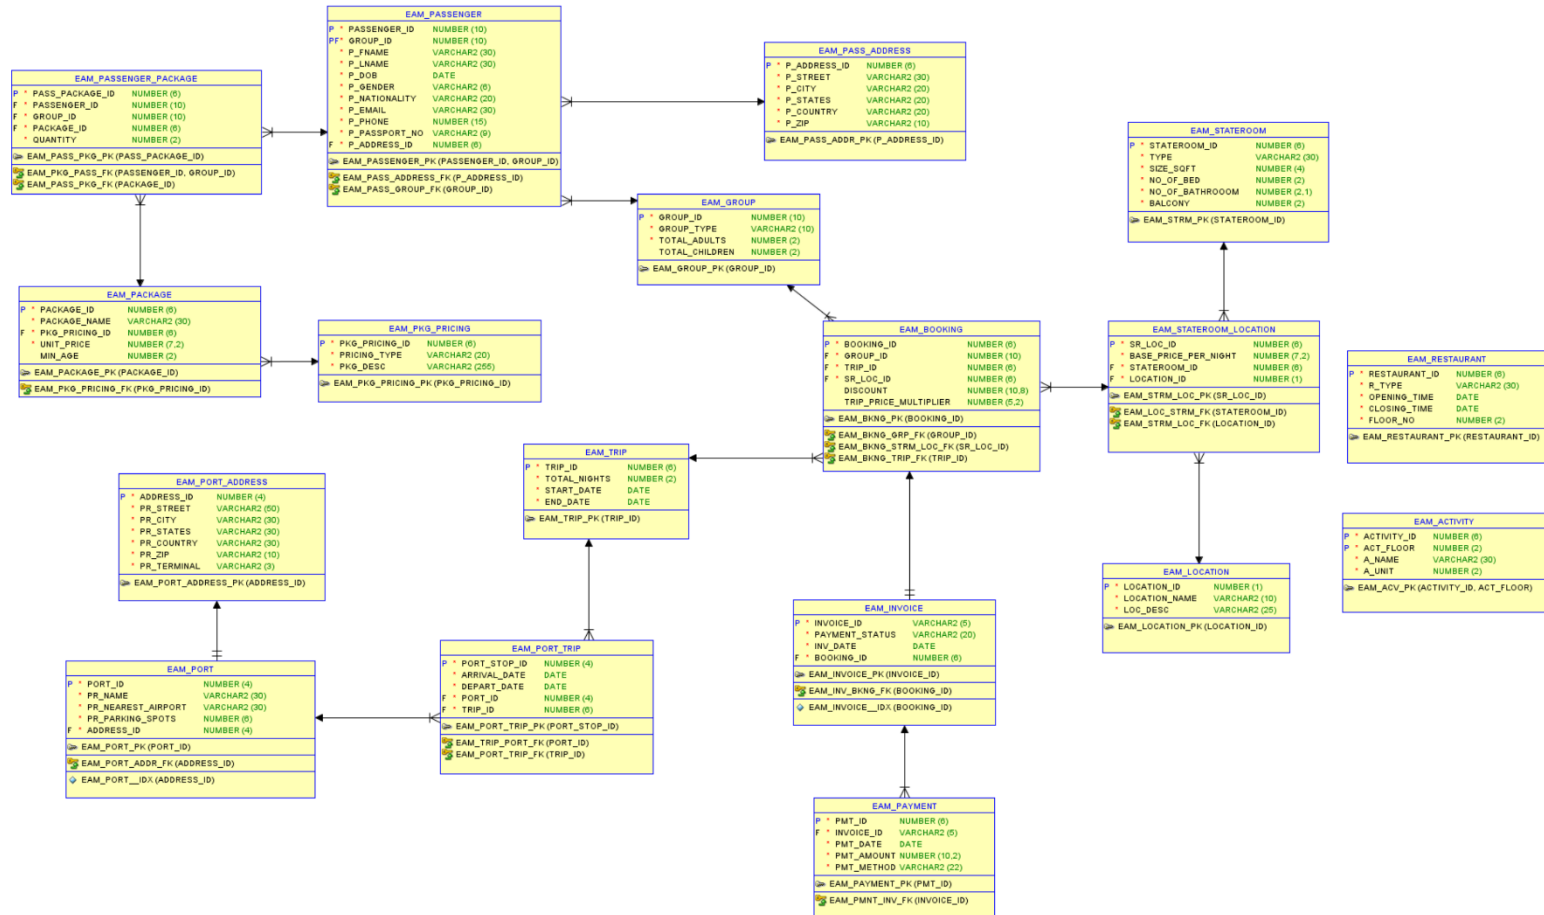 EAM_PASSENGER
P * PASSENGER_ID NUMBER (10)
PF* GROUP_ID NUMBER (10)
* P_FNAME VARCHAR2 (30)
* P_LNAME VARCHAR2 (30)
* P_DOB DATE
* P_GENDER VARCHAR2 (6)
* P_NATIONALITY VARCHAR2 (20)
* P_EMAIL VARCHAR2 (30)
* P_PHONE NUMBER (15)
* P_PASSPORT_NO VARCHAR2 (9)
F * P_ADDRESS_ID NUMBER (6)
EAM_PASSENGER_PK (PASSENGER_ID, GROUP_ID)
EAM_PASS_ADDRESS_FK (P_ADDRESS_ID)
EAM_PASS_GROUP_FK (GROUP_ID)
EAM_PASS_ADDRESS
P * P_ADDRESS_ID NUMBER (6)
* P_STREET VARCHAR2 (30)
* P_CITY VARCHAR2 (20)
* P_STATES VARCHAR2 (20)
* P_COUNTRY VARCHAR2 (20)
* P_ZIP VARCHAR2 (10)
EAM_PASS_ADDR_PK (P_ADDRESS_ID)
EAM_PASSENGER_PACKAGE
P * PASS_PACKAGE_ID NUMBER (6)
F * PASSENGER_ID NUMBER (10)
F * GROUP_ID NUMBER (10)
F * PACKAGE_ID NUMBER (6)
* QUANTITY NUMBER (2)
EAM_PASS_PKG_PK (PASS_PACKAGE_ID)
EAM_PKG_PASS_FK (PASSENGER_ID, GROUP_ID)
EAM_PASS_PKG_FK (PACKAGE_ID)
EAM_STATEROOM
P * STATEROOM_ID NUMBER (6)
* TYPE VARCHAR2 (30)
* SIZE_SQFT NUMBER (4)
* NO_OF_BED NUMBER (2)
* NO_OF_BATHROOOM NUMBER (2,1)
* BALCONY NUMBER (2)
EAM_STRM_PK (STATEROOM_ID)
EAM_GROUP
P * GROUP_ID NUMBER (10)
* GROUP_TYPE VARCHAR2 (10)
* TOTAL_ADULTS NUMBER (2)
TOTAL_CHILDREN NUMBER (2)
EAM_GROUP_PK (GROUP_ID)
EAM_PACKAGE
P * PACKAGE_ID NUMBER (6)
* PACKAGE_NAME VARCHAR2 (30)
F * PKG_PRICING_ID NUMBER (6)
* UNIT_PRICE NUMBER (7,2)
MIN_AGE NUMBER (2)
EAM_PACKAGE_PK (PACKAGE_ID)
EAM_PKG_PRICING_FK (PKG_PRICING_ID)
EAM_PKG_PRICING
P * PKG_PRICING_ID NUMBER (6)
* PRICING_TYPE VARCHAR2 (20)
* PKG_DESC VARCHAR2 (255)
EAM_PKG_PRICING_PK (PKG_PRICING_ID)
EAM_BOOKING
P * BOOKING_ID NUMBER (6)
F * GROUP_ID NUMBER (10)
F * TRIP_ID NUMBER (6)
F * SR_LOC_ID NUMBER (6)
DISCOUNT NUMBER (10,8)
TRIP_PRICE_MULTIPLIER NUMBER (5,2)
EAM_BKNG_PK (BOOKING_ID)
EAM_BKNG_GRP_FK (GROUP_ID)
EAM_BKNG_STRM_LOC_FK (SR_LOC_ID)
EAM_BKNG_TRIP_FK (TRIP_ID)
EAM_STATEROOM_LOCATION
P * SR_LOC_ID NUMBER (6)
* BASE_PRICE_PER_NIGHT NUMBER (7,2)
F * STATEROOM_ID NUMBER (6)
F * LOCATION_ID NUMBER (1)
EAM_STRM_LOC_PK (SR_LOC_ID)
EAM_LOC_STRM_FK (STATEROOM_ID)
EAM_STRM_LOC_FK (LOCATION_ID)
EAM_RESTAURANT
P * RESTAURANT_ID NUMBER (6)
* R_TYPE VARCHAR2 (30)
* OPENING_TIME DATE
* CLOSING_TIME DATE
* FLOOR_NO NUMBER (2)
EAM_RESTAURANT_PK (RESTAURANT_ID)
EAM_TRIP
P * TRIP_ID NUMBER (6)
* TOTAL_NIGHTS NUMBER (2)
* START_DATE DATE
* END_DATE DATE
EAM_TRIP_PK (TRIP_ID)
EAM_PORT_ADDRESS
P * ADDRESS_ID NUMBER (4)
* PR_STREET VARCHAR2 (50)
* PR_CITY VARCHAR2 (30)
* PR_STATES VARCHAR2 (30)
* PR_COUNTRY VARCHAR2 (30)
* PR_ZIP VARCHAR2 (10)
* PR_TERMINAL VARCHAR2 (3)
EAM_PORT_ADDRESS_PK (ADDRESS_ID)
EAM_ACTIVITY
P * ACTIVITY_ID NUMBER (6)
P * ACT_FLOOR NUMBER (2)
* A_NAME VARCHAR2 (30)
* A_UNIT NUMBER (2)
EAM_ACV_PK (ACTIVITY_ID, ACT_FLOOR)
EAM_LOCATION
P * LOCATION_ID NUMBER (1)
* LOCATION_NAME VARCHAR2 (10)
* LOC_DESC VARCHAR2 (25)
EAM_LOCATION_PK (LOCATION_ID)
EAM_INVOICE
P * INVOICE_ID VARCHAR2 (5)
* PAYMENT_STATUS VARCHAR2 (20)
* INV_DATE DATE
F * BOOKING_ID NUMBER (6)
EAM_INVOICE_PK (INVOICE_ID)
EAM_INV_BKNG_FK (BOOKING_ID)
EAM_INVOICE__IDX (BOOKING_ID)
EAM_PORT_TRIP
P * PORT_STOP_ID NUMBER (4)
* ARRIVAL_DATE DATE
* DEPART_DATE DATE
F * PORT_ID NUMBER (4)
F * TRIP_ID NUMBER (6)
EAM_PORT_TRIP_PK (PORT_STOP_ID)
EAM_TRIP_PORT_FK (PORT_ID)
EAM_PORT_TRIP_FK (TRIP_ID)
EAM_PORT
P * PORT_ID NUMBER (4)
* PR_NAME VARCHAR2 (30)
* PR_NEAREST_AIRPORT VARCHAR2 (30)
* PR_PARKING_SPOTS NUMBER (6)
F * ADDRESS_ID NUMBER (4)
EAM_PORT_PK (PORT_ID)
EAM_PORT_ADDR_FK (ADDRESS_ID)
EAM_PORT__IDX (ADDRESS_ID)
EAM_PAYMENT
P * PMT_ID NUMBER (6)
F * INVOICE_ID VARCHAR2 (5)
* PMT_DATE DATE
* PMT_AMOUNT NUMBER (10,2)
* PMT_METHOD VARCHAR2 (22)
EAM_PAYMENT_PK (PMT_ID)
EAM_PMNT_INV_FK (INVOICE_ID)